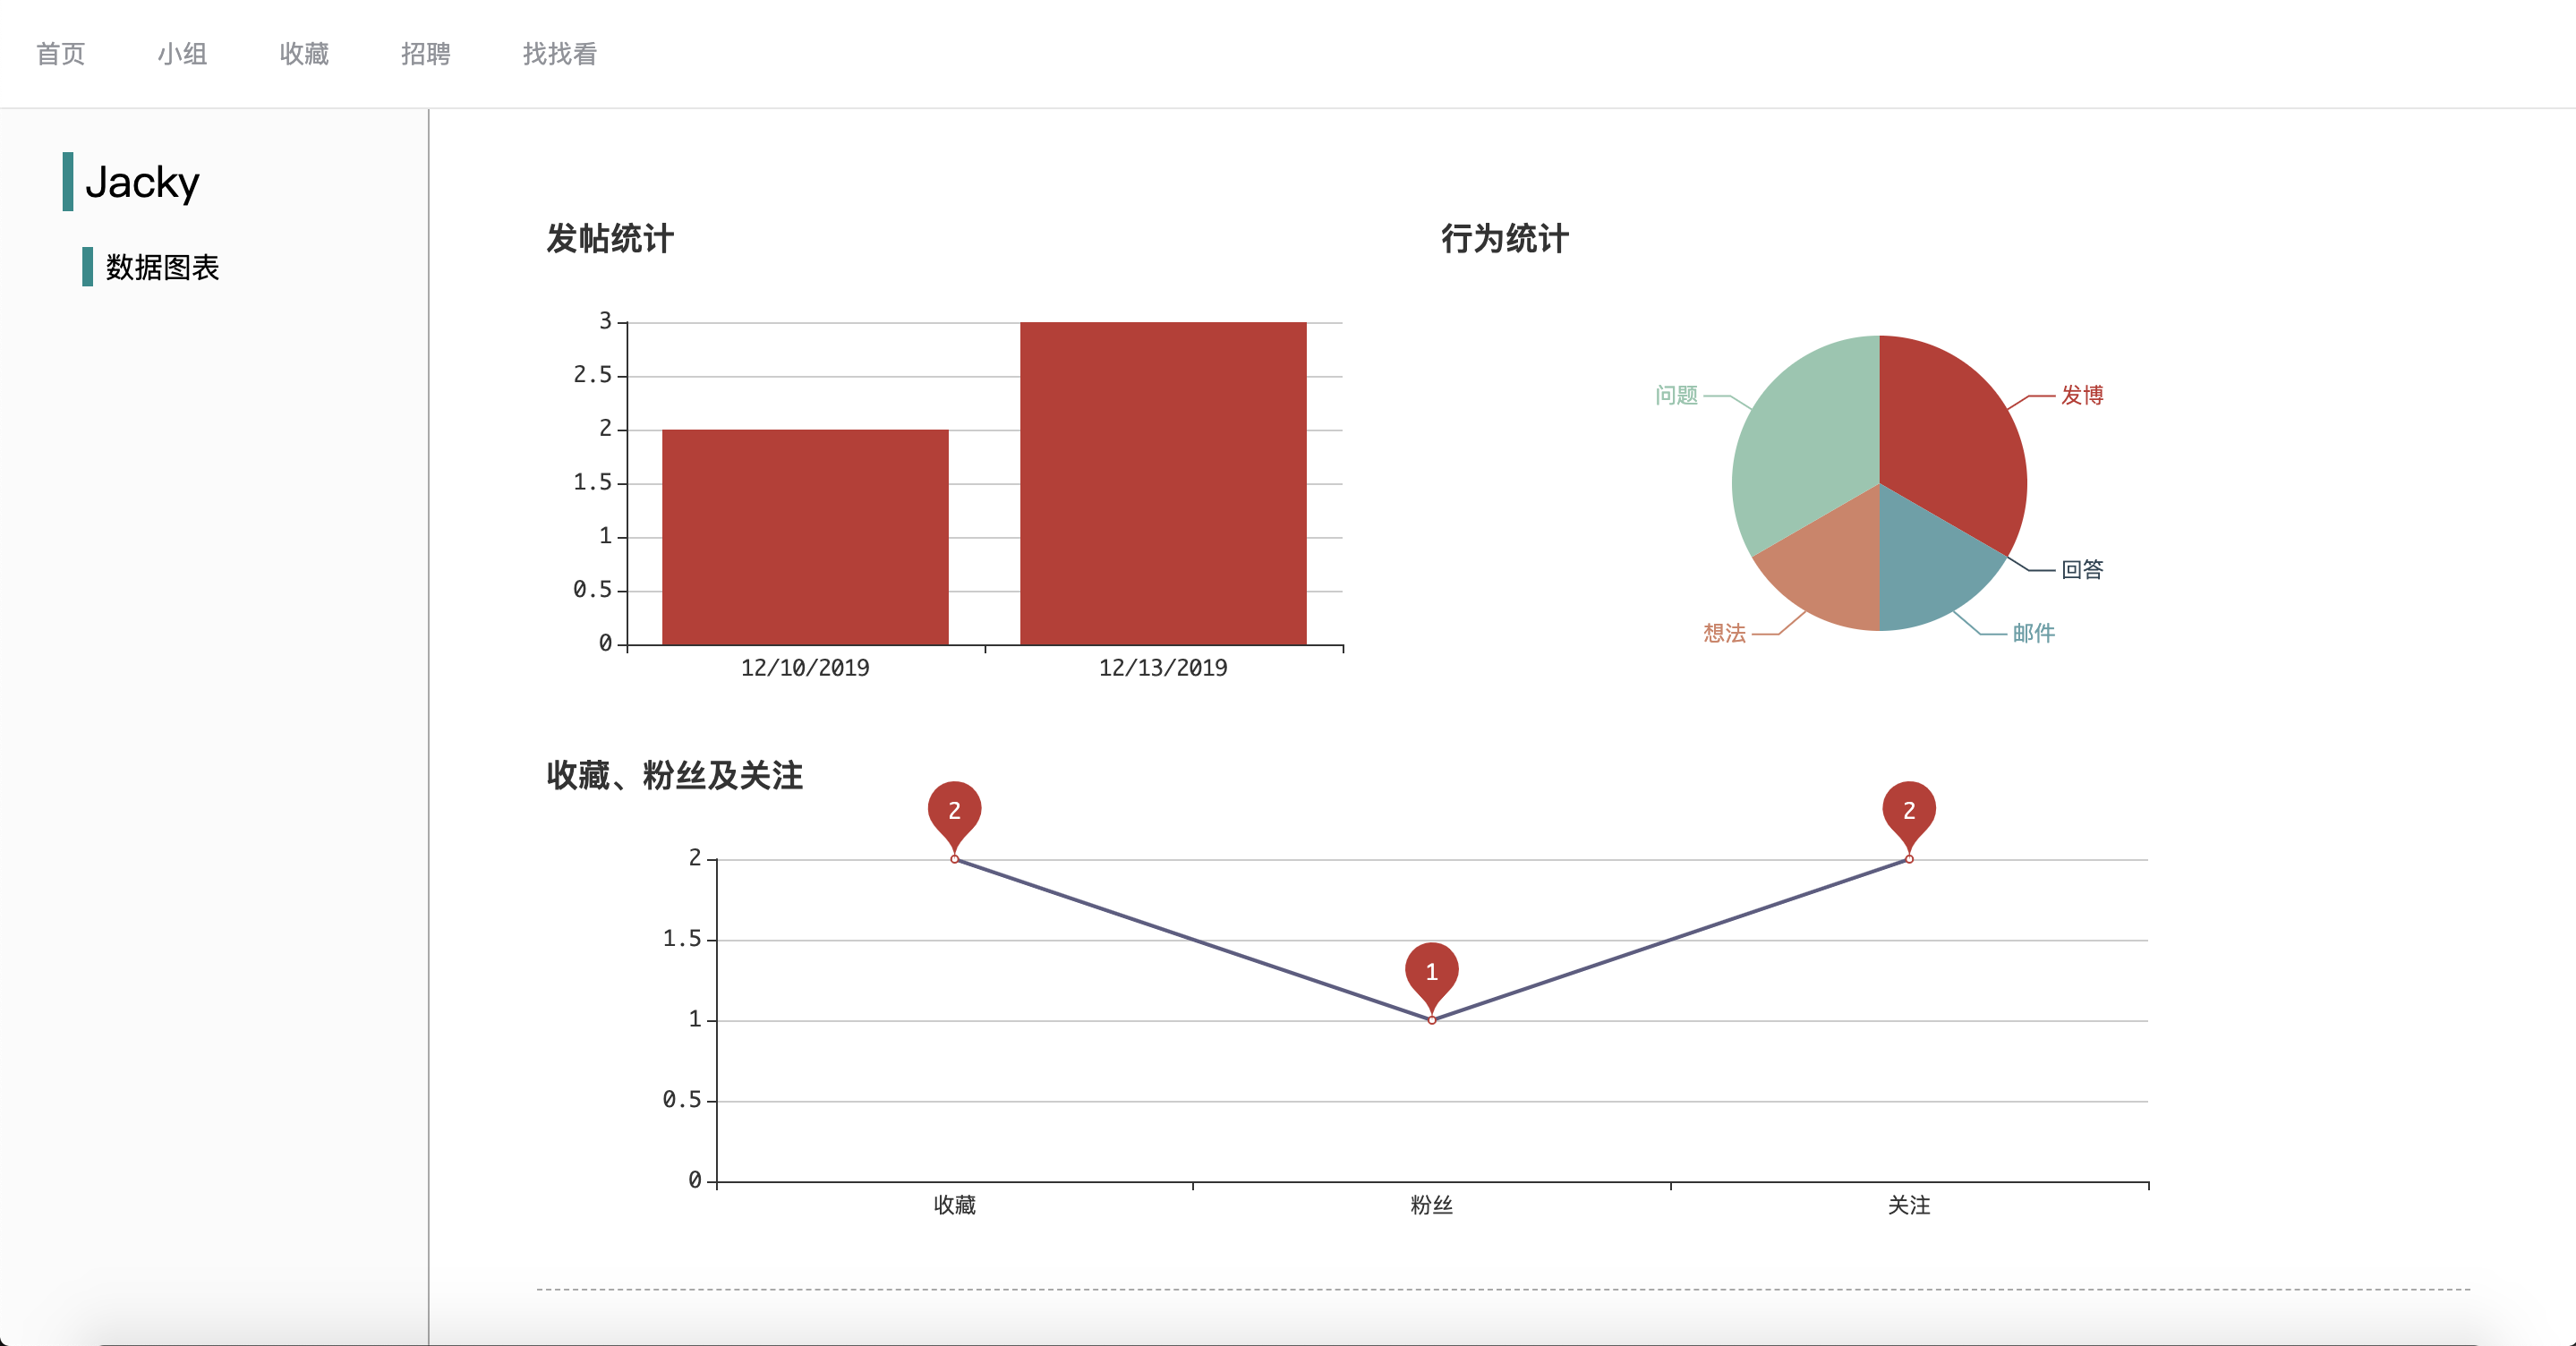 首页 小组 收藏 招聘 找找看
Jacky
数据图表
发帖统计
3
2.5
2
1.5
1
0.5
0
12/10/2019 12/13/2019
行为统计
问题 发博
回答
想法 邮件
收藏、粉丝及关注
2 2
1
2
1.5
1
0.5
0
收藏 粉丝 关注